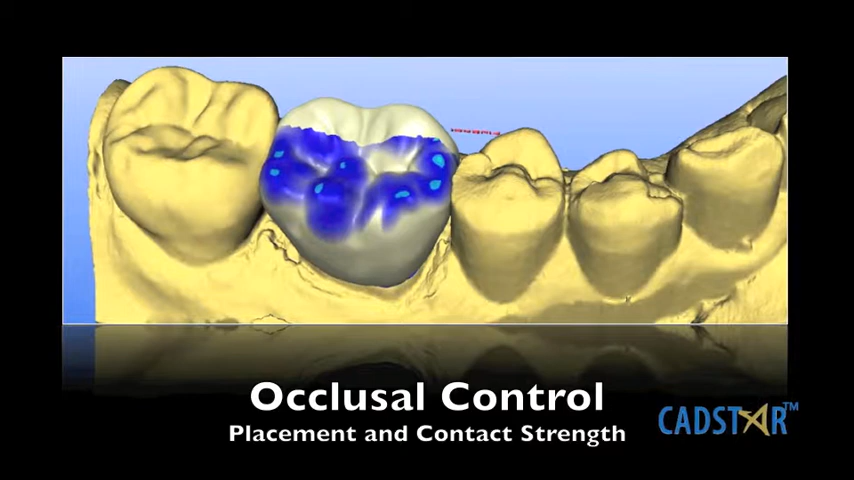 Occlusal Control
Placement and Contact Strength
CADSTAR™